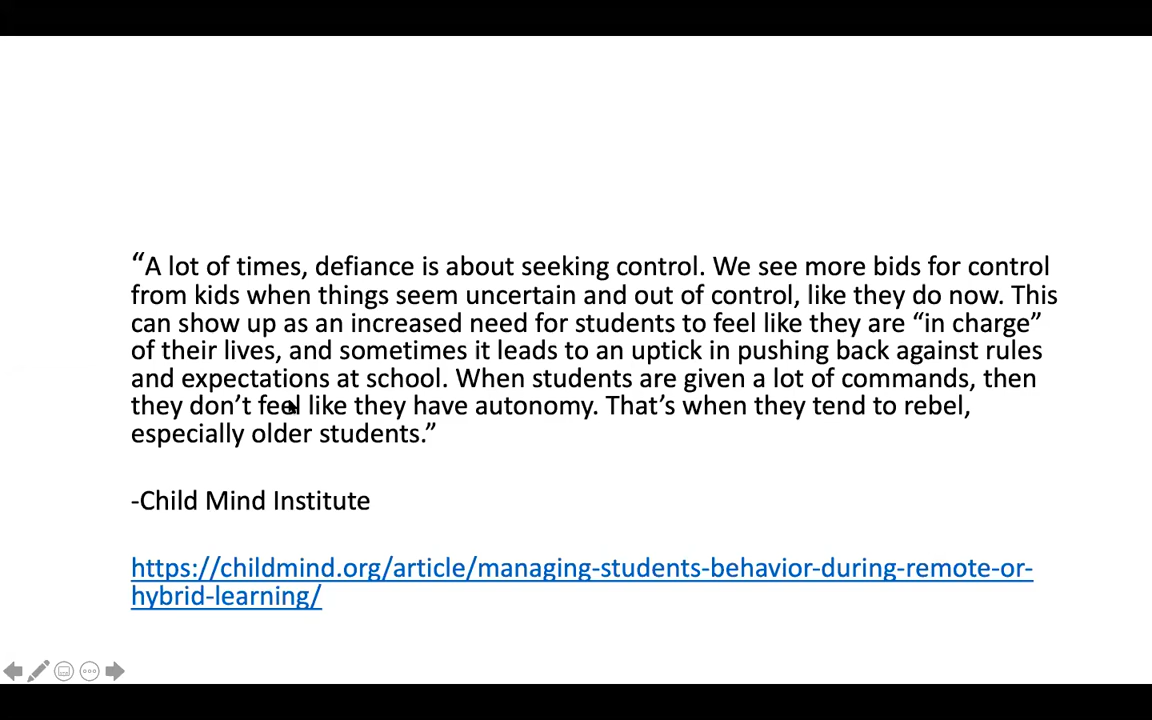 “A lot of times, defiance is about seeking control. We see more bids for control
from kids when things seem uncertain and out of control, like they do now. This
can show up as an increased need for students to feel like they are “in charge”
of their lives, and sometimes it leads to an uptick in pushing back against rules
and expectations at school. When students are given a lot of commands, then
they don’t feel like they have autonomy. That’s when they tend to rebel,
especially older students.”
-Child Mind Institute
https://childmind.org/article/managing-students-behavior-during-remote-or-
hybrid-learning/